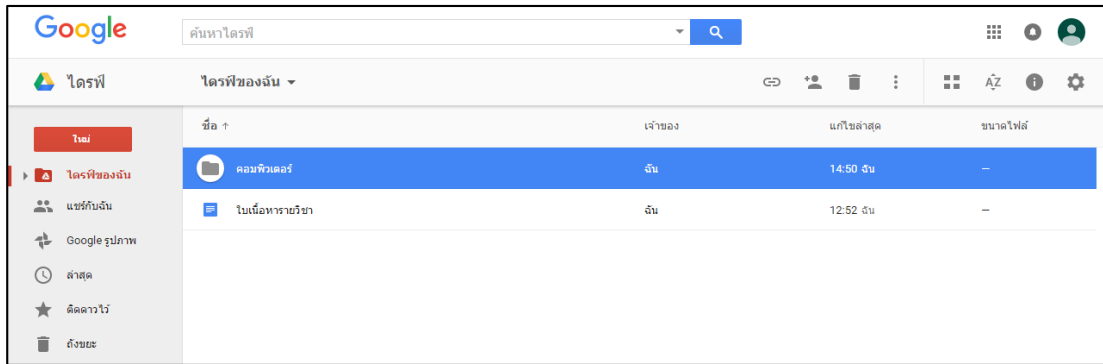 Google
ค้นหาไดรฟ์
ไดรฟ์
ไดรฟ์ของฉัน
AZ
ใหม่
ชื่อ ↑ เจ้าของ แก้ไขล่าสุด ขนาดไฟล์
ไดรฟ์ของฉัน
คอมพิวเตอร์ ฉัน 14:50 ฉัน –
แชร์กับฉัน
ใบเนื้อหารายวิชา ฉัน 12:52 ฉัน –
Google รูปภาพ
ล่าสุด
ติดดาวไว้
ถังขยะ